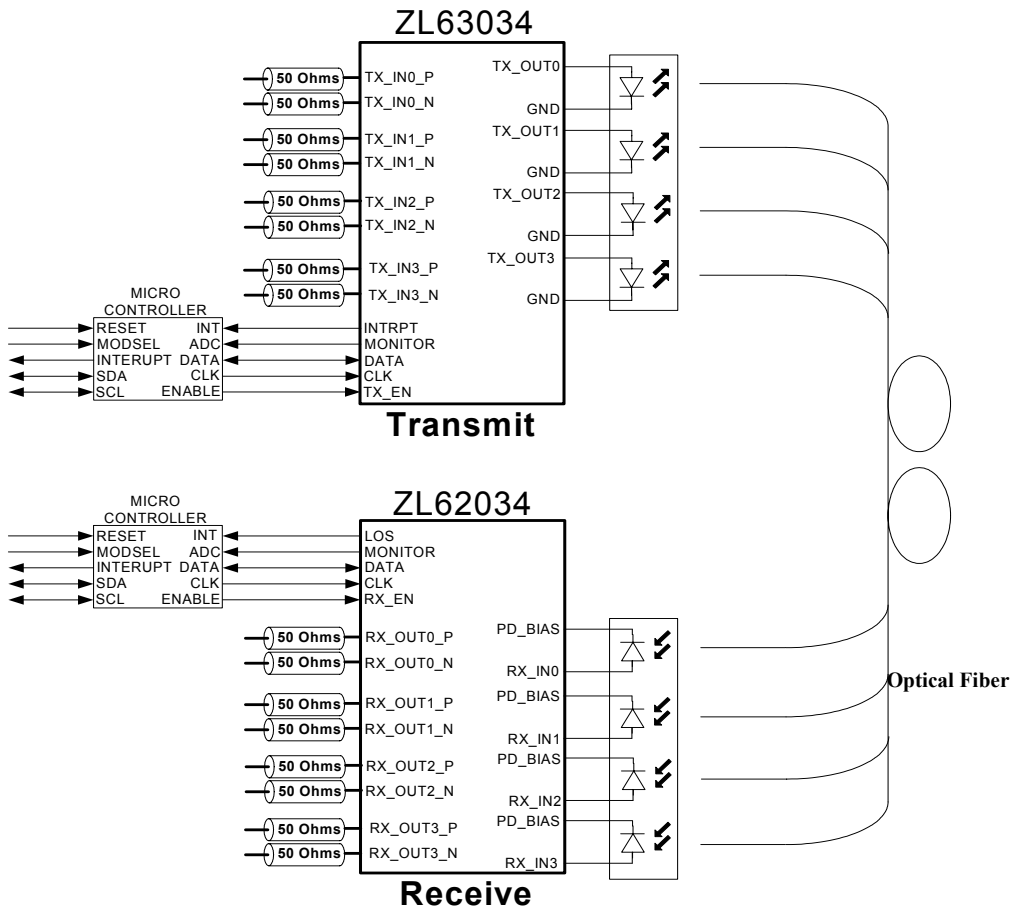 ZL63034
50 Ohms TX_IN0_P TX_OUT0
50 Ohms TX_IN0_N GND
50 Ohms TX_IN1_P TX_OUT1
50 Ohms TX_IN1_N GND
50 Ohms TX_IN2_P TX_OUT2
50 Ohms TX_IN2_N GND
50 Ohms TX_IN3_P TX_OUT3
50 Ohms TX_IN3_N GND
MICRO
CONTROLLER
RESET INT INTRPT
MODSEL ADC MONITOR
INTERUPT DATA DATA
SDA CLK CLK
SCL ENABLE TX_EN
Transmit
ZL62034
MICRO
CONTROLLER
RESET INT LOS
MODSEL ADC MONITOR
INTERUPT DATA DATA
SDA CLK CLK
SCL ENABLE RX_EN
50 Ohms RX_OUT0_P PD_BIAS
50 Ohms RX_OUT0_N RX_IN0
50 Ohms RX_OUT1_P PD_BIAS
50 Ohms RX_OUT1_N RX_IN1
50 Ohms RX_OUT2_P PD_BIAS
50 Ohms RX_OUT2_N RX_IN2
50 Ohms RX_OUT3_P PD_BIAS
50 Ohms RX_OUT3_N RX_IN3
Optical Fiber
Receive